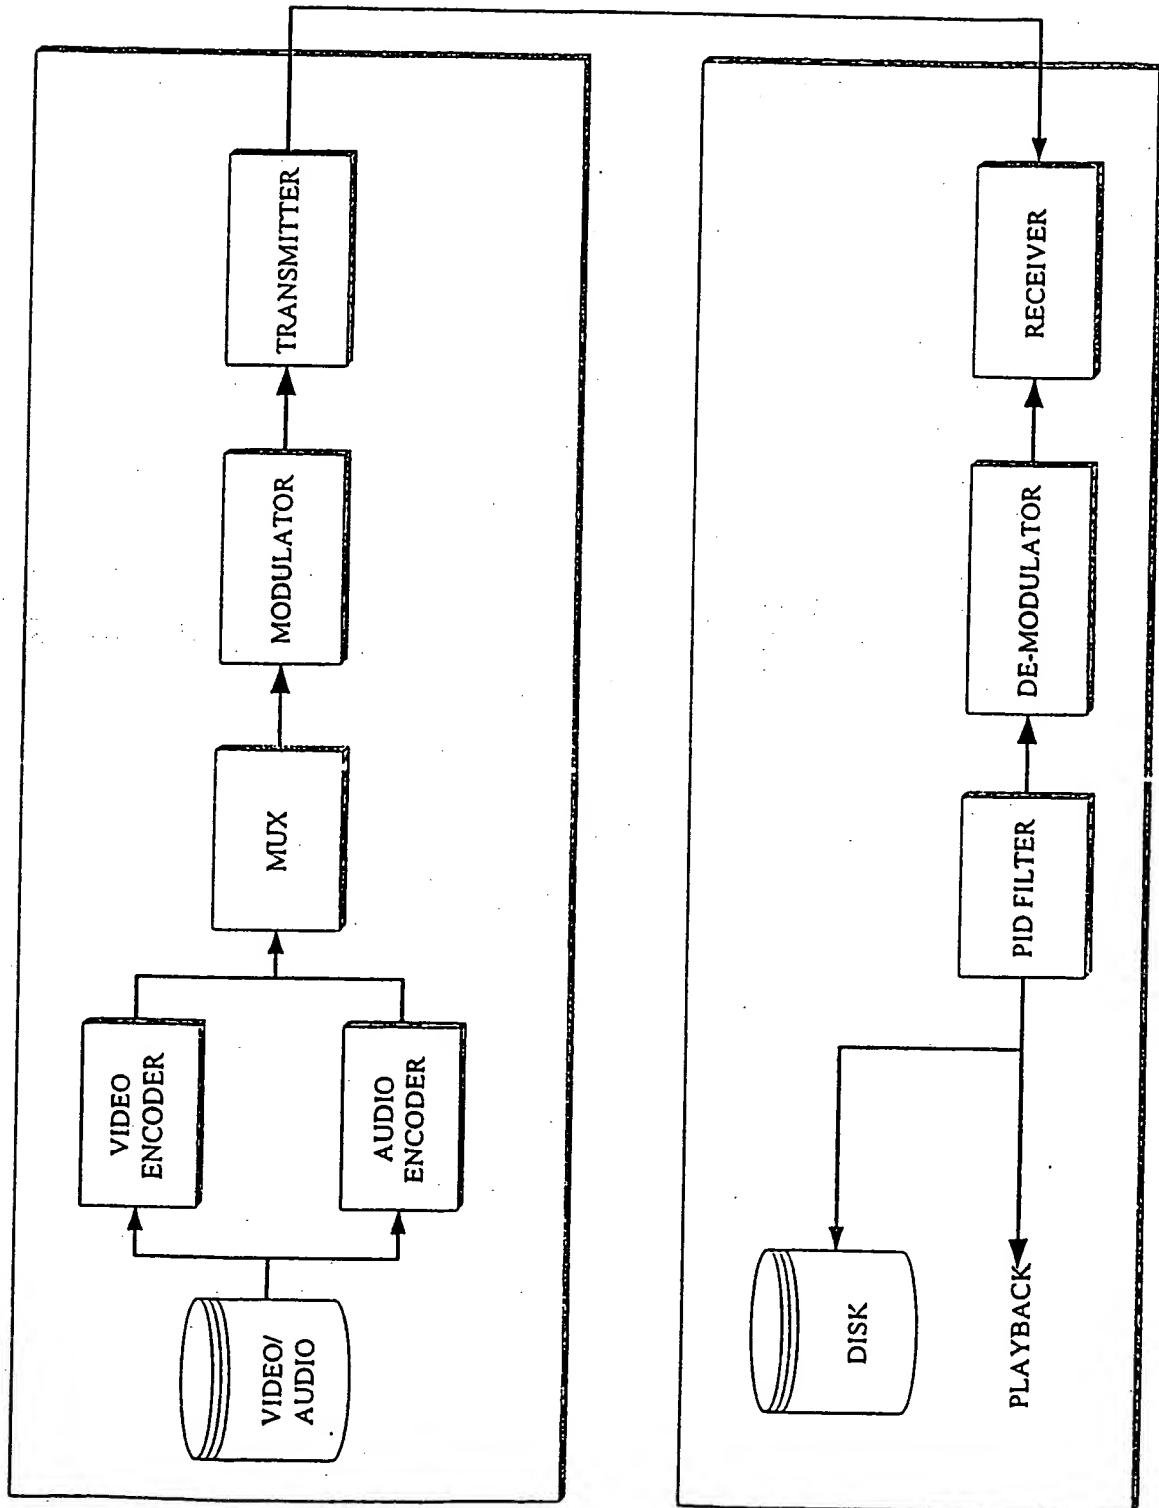 VIDEO/
AUDIO
VIDEO
ENCODER
AUDIO
ENCODER
MUX
MODULATOR
TRANSMITTER
RECEIVER
DE-MODULATOR
PID FILTER
DISK
PLAYBACK